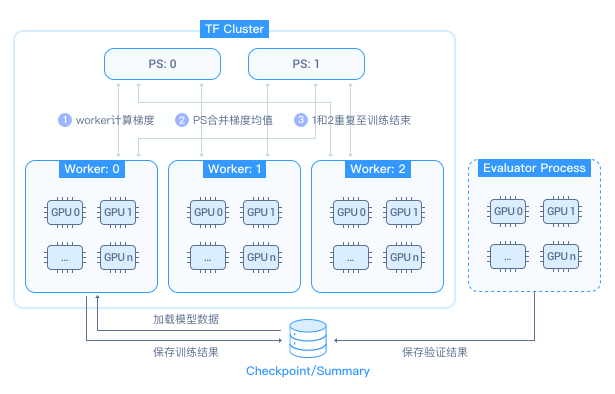 TF Cluster
PS: 0
PS: 1
1 worker计算梯度
2 PS合并梯度均值
3 1和2重复至训练结束
Worker: 0
Worker: 1
Worker: 2
Evaluator Process
GPU 0
GPU 1
GPU 0
GPU 1
GPU 0
GPU 1
GPU 0
GPU 1
...
GPU n
...
GPU n
...
GPU n
...
GPU n
加载模型数据
保存训练结果
保存验证结果
Checkpoint/Summary